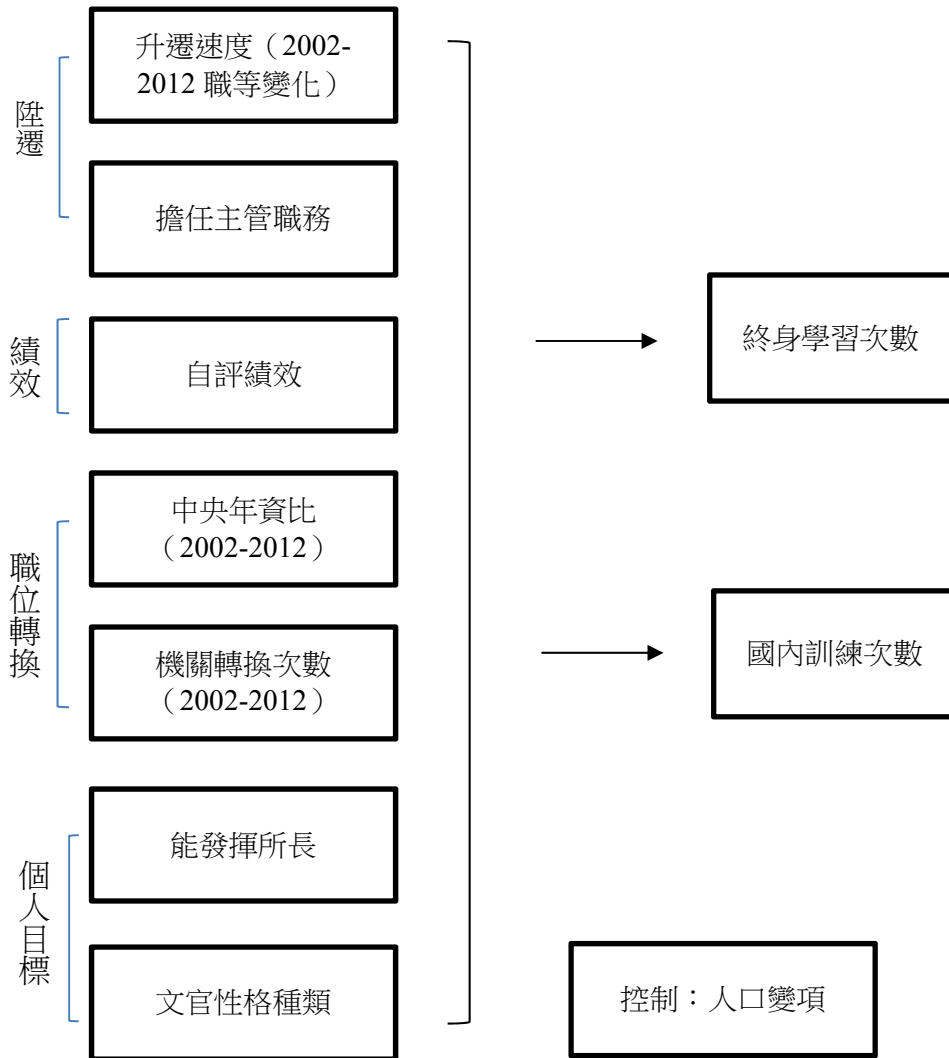 陞遷
升遷速度（2002-
2012 職等變化）
擔任主管職務
績效
自評績效
終身學習次數
職位轉換
中央年資比
（2002-2012）
機關轉換次數
（2002-2012）
國內訓練次數
個人目標
能發揮所長
文官性格種類
控制：人口變項